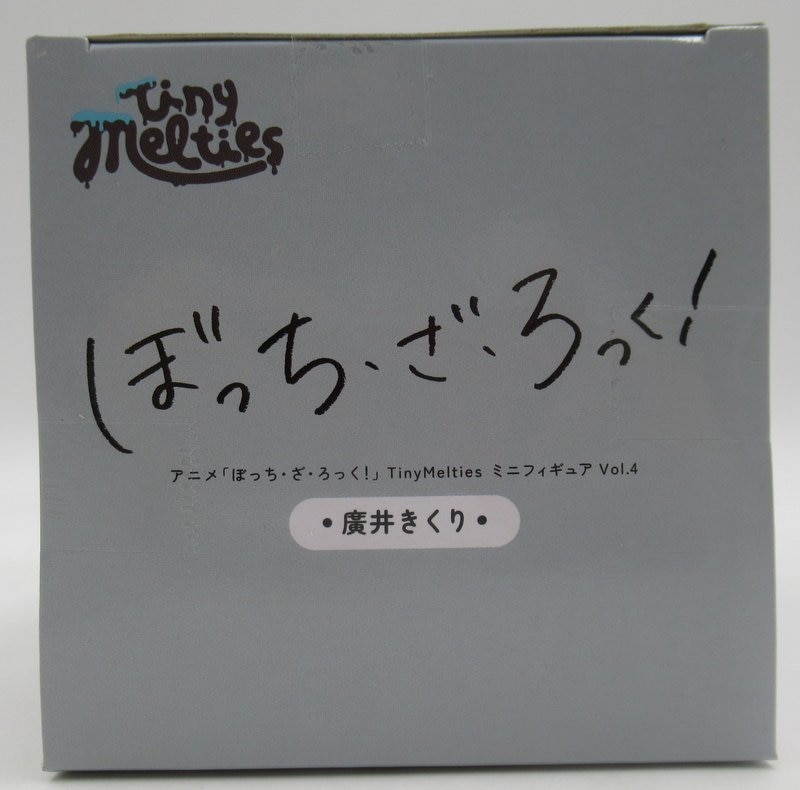 Tiny
Melties
ぼっち・ざ・ろっく!
アニメ「ぼっち・ざ・ろっく!」TinyMelties ミニフィギュア Vol.4
・廣井きくり・